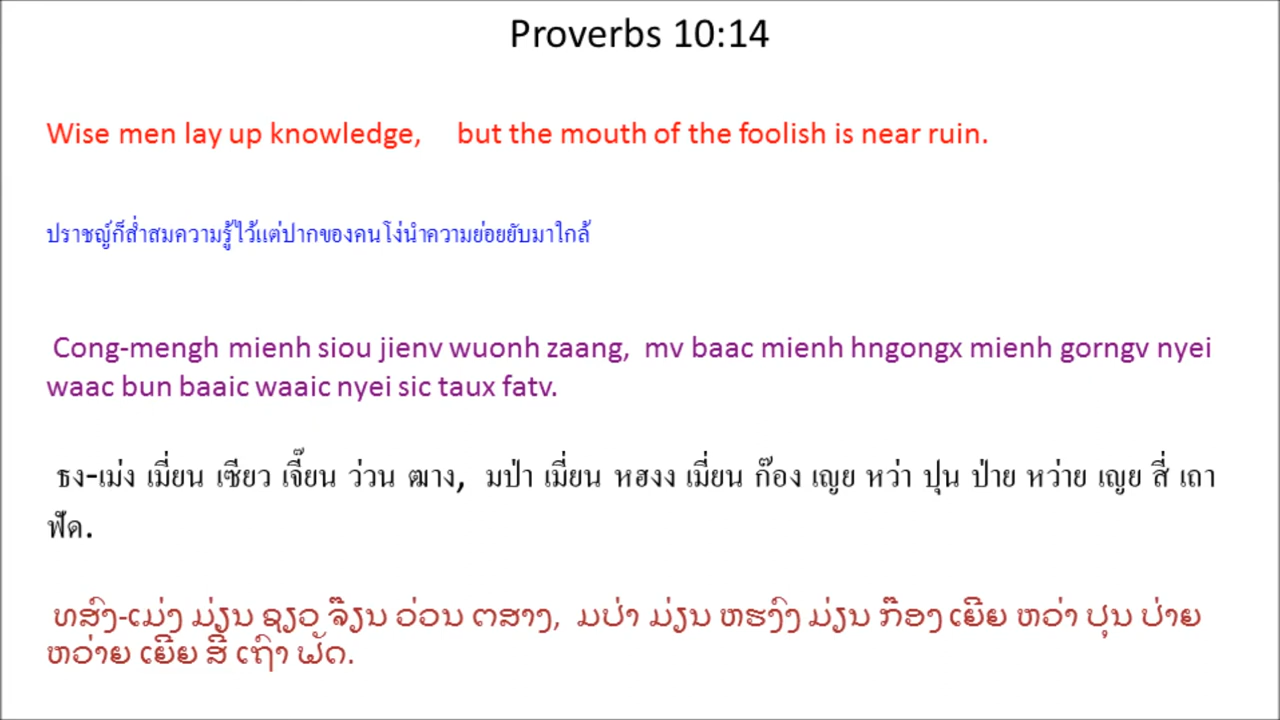 Proverbs 10:14
Wise men lay up knowledge, but the mouth of the foolish is near ruin.
ปราชญ์ก็ส่ำสมความรู้ไว้แต่ปากของคนโง่นำความย่อยยับมาใกล้
Cong-mengh mienh siou jienv wuonh zaang, mv baac mienh hngongx mienh gorngv nyei
waac bun baaic waaic nyei sic taux fatv.
ธง-เม่ง เมี่ยน เซียว เจี๊ยน ว่วน ฒาง, มป่า เมี่ยน หฮงง เมี่ยน ก๊อง เญย หว่า ปุน ป่าย หว่าย เญย สี่ เถา
ฟัด.
ທສົງ-ເມ່ງ ມ່ຽນ ຊຽວ ຈ໊ຽນ ວ່ວນ ຕສາງ, ມປ່າ ມ່ຽນ ຫຮງົງ ມ່ຽນ ກ໊ອງ ເຍີຍ ຫວ່າ ປຸນ ປ່າຍ
ຫວ່າຍ ເຍີຍ ສີ່ ເຖົາ ຟັດ.